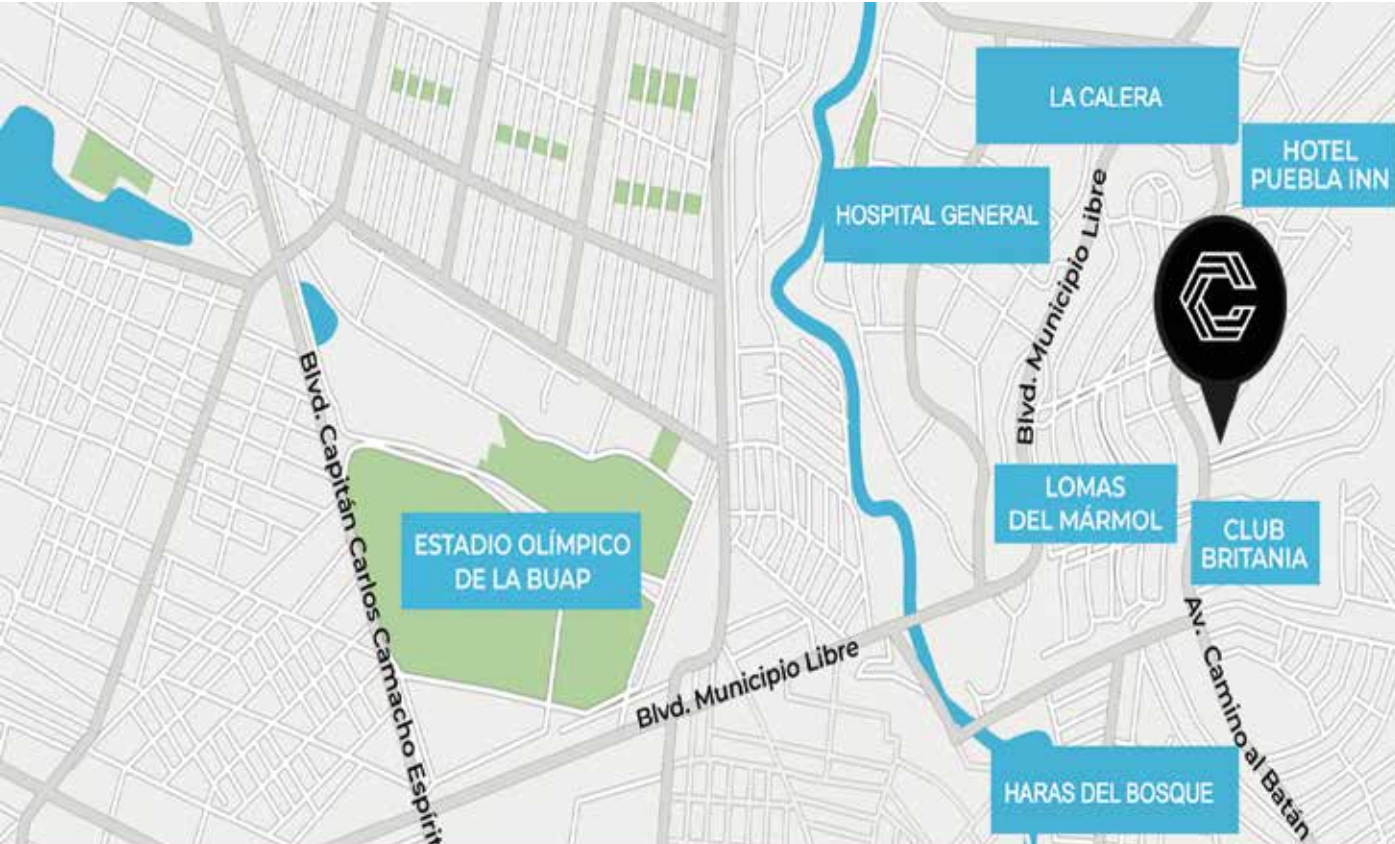 LA CALERA
HOTEL
PUEBLA INN
HOSPITAL GENERAL
Blvd. Municipio Libre
Blvd. Capitán Carlos Camacho Espírit
LOMAS
DEL MÁRMOL
CLUB
BRITANIA
ESTADIO OLÍMPICO
DE LA BUAP
Blvd. Municipio Libre
Av. Camino al Batán
HARAS DEL BOSQUE